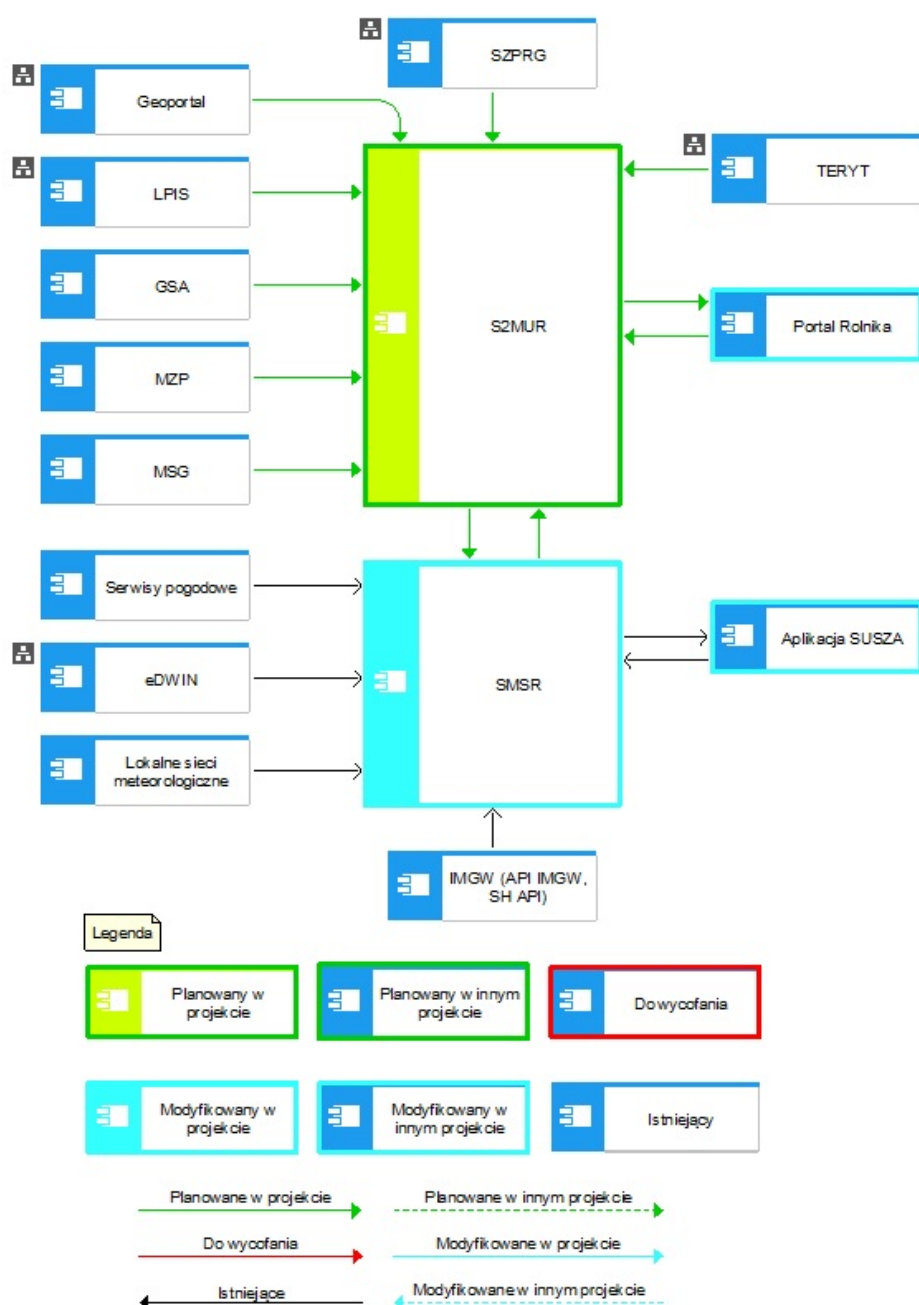 SZPRG
Geoportal
LPIS
TERYT
GSA
S2MUR
Portal Rolnika
MZP
MSG
Serwisy pogodowe
eDWIN
SMSR
Aplikacja SUSZA
Lokalne sieci
meteorologiczne
IMGW (API IMGW,
SH API)
Legenda
Planowany w
projekcie
Planowany w innym
projekcie
Do wycofania
Modyfikowany w
projekcie
Modyfikowany w
innym projekcie
Istniejący
Planowane w projekcie
Planowane w innym projekcie
Do wycofania
Modyfikowane w projekcie
Istniejące
Modyfikowane w innym projekcie